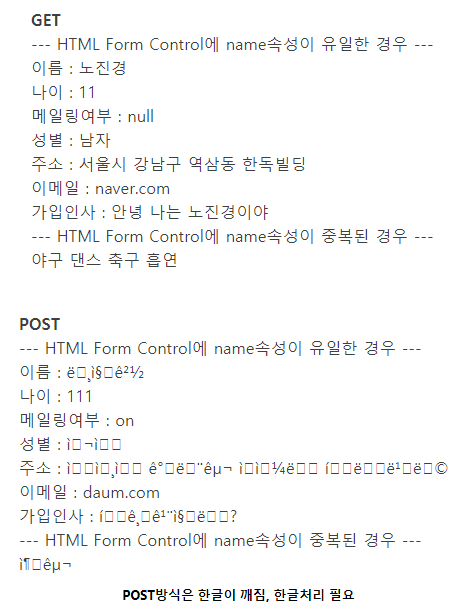 GET
--- HTML Form Control에 name속성이 유일한 경우 ---
이름 : 노진경
나이 : 11
메일링여부 : null
성별 : 남자
주소 : 서울시 강남구 역삼동 한독빌딩
이메일 : naver.com
가입인사 : 안녕 나는 노진경이야
--- HTML Form Control에 name속성이 중복된 경우 ---
야구 댄스 축구 흡연
POST
--- HTML Form Control에 name속성이 유일한 경우 ---
이름 : ë□¸ì§□ê²½
나이 : 111
메일링여부 : on
성별 : ì□¬ì□□
주소 : ì□□ì□¸ì□□ ê°□ë□¨êµ¬ ì□ì□¼ë□□ í□□ë□□ë¹□ë□©
이메일 : daum.com
가입인사 : í□□ê¸□ê¹¨ì§□ë□□?
--- HTML Form Control에 name속성이 중복된 경우 ---
ì¶□êµ¬
POST방식은 한글이 깨짐, 한글처리 필요